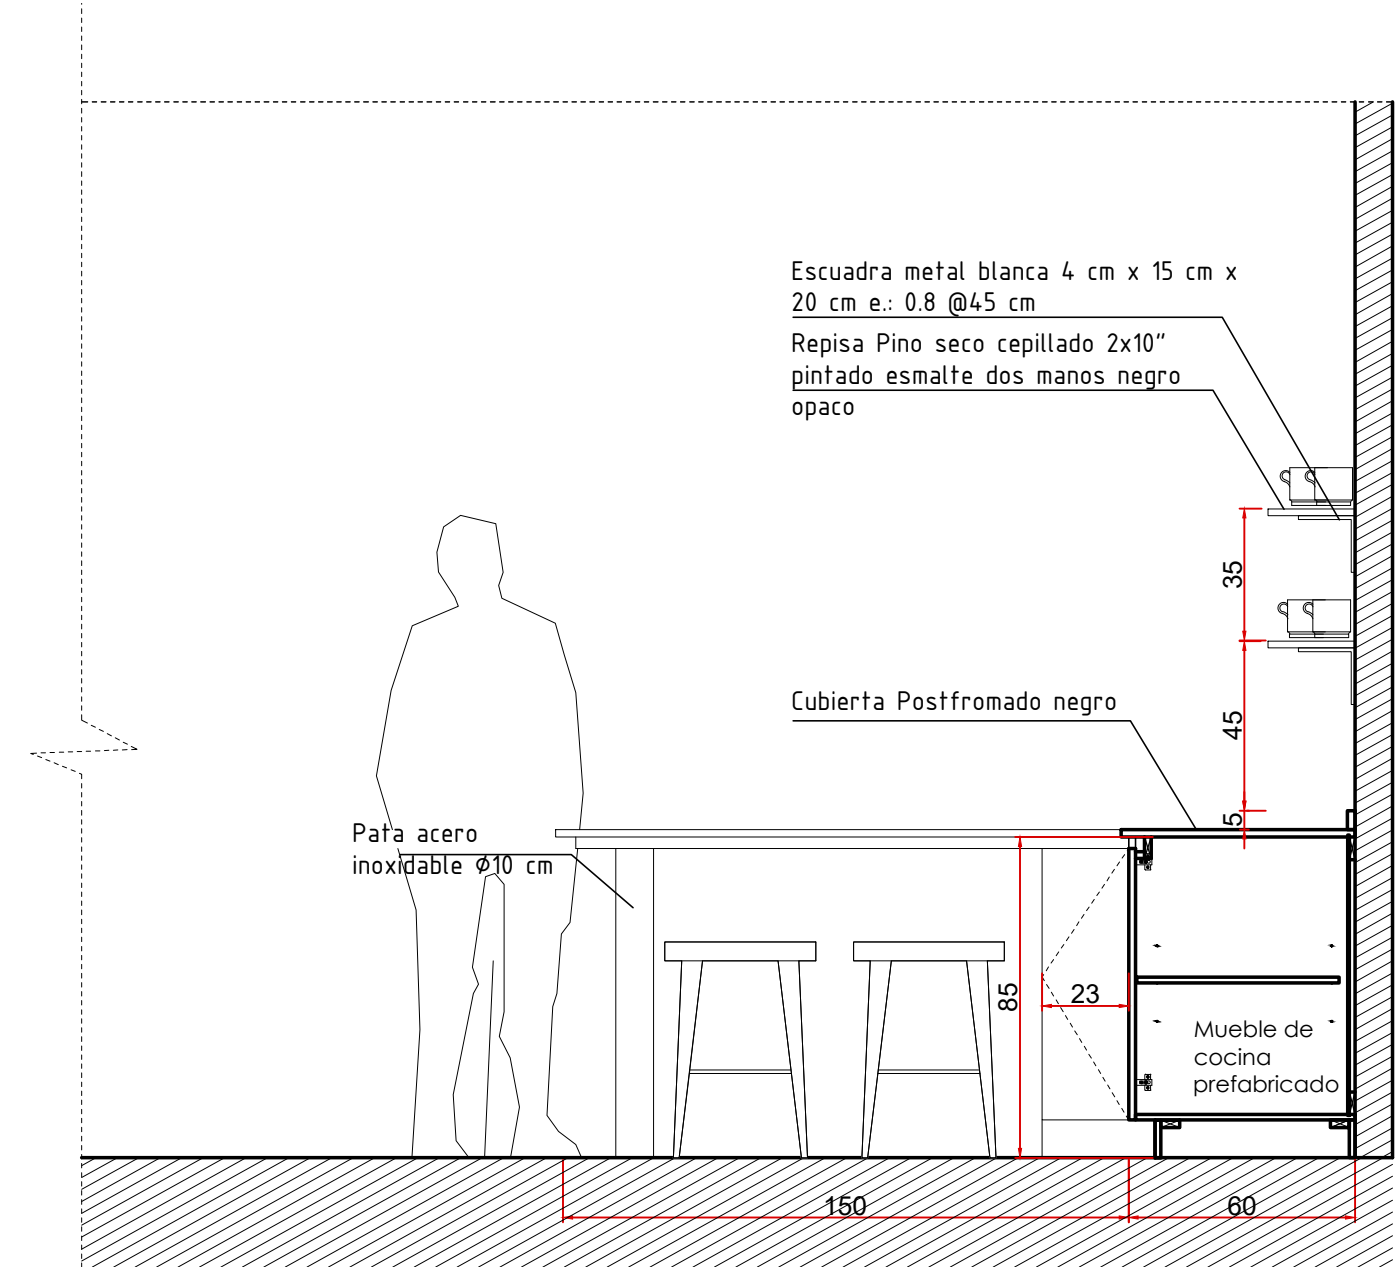 Escuadra metal blanca 4 cm x 15 cm x
20 cm e.: 0.8 @45 cm
Repisa Pino seco cepillado 2x10"
pintado esmalte dos manos negro
opaco
35
45
Cubierta Postfromado negro
5
Pata acero
inoxidable Ø10 cm
85
23
Mueble de
cocina
prefabricado
150
60